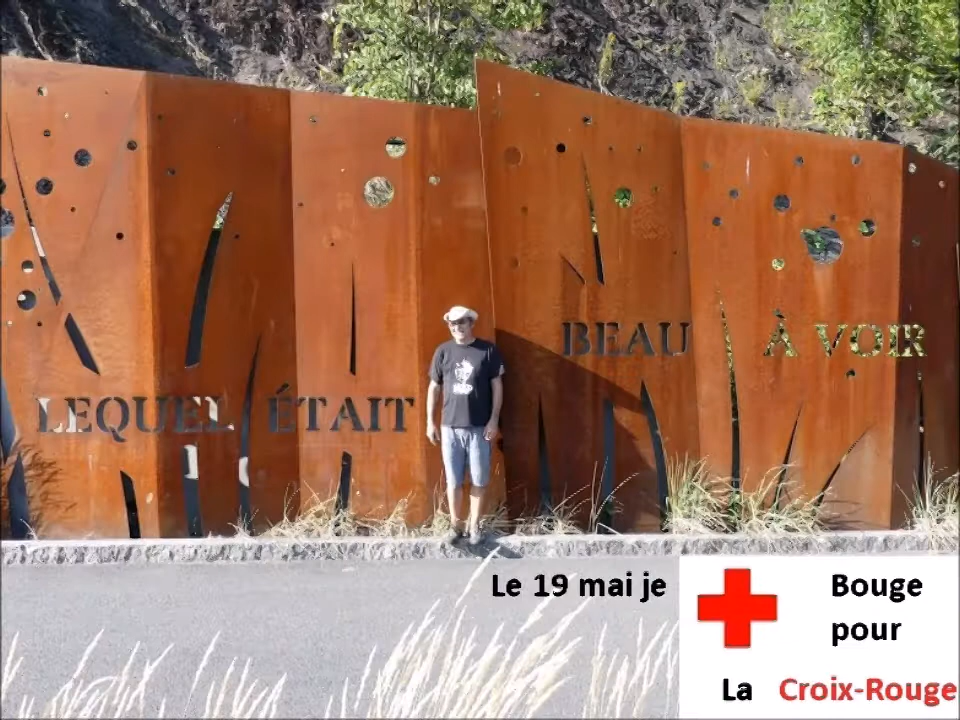 BEAU À VOIR
LEQUEL ÉTAIT
Le 19 mai je Bouge
pour
La Croix-Rouge